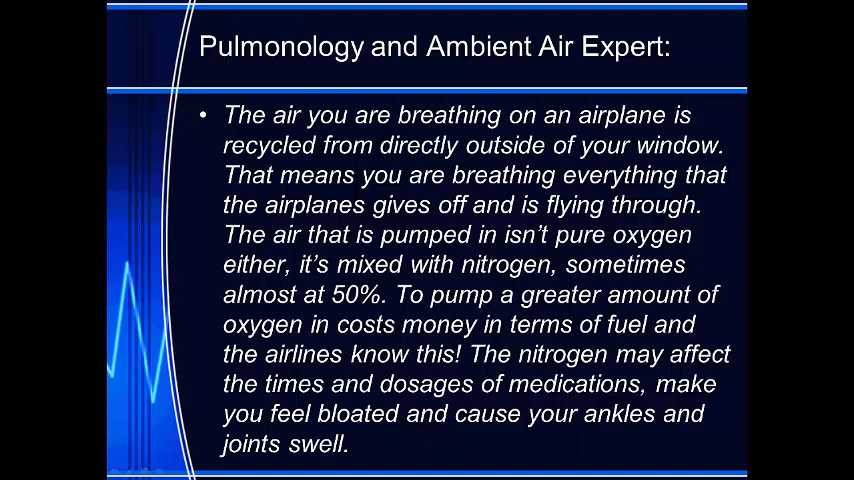 Pulmonology and Ambient Air Expert:
• The air you are breathing on an airplane is
recycled from directly outside of your window.
That means you are breathing everything that
the airplanes gives off and is flying through.
The air that is pumped in isn't pure oxygen
either, it's mixed with nitrogen, sometimes
almost at 50%. To pump a greater amount of
oxygen in costs money in terms of fuel and
the airlines know this! The nitrogen may affect
the times and dosages of medications, make
you feel bloated and cause your ankles and
joints swell.